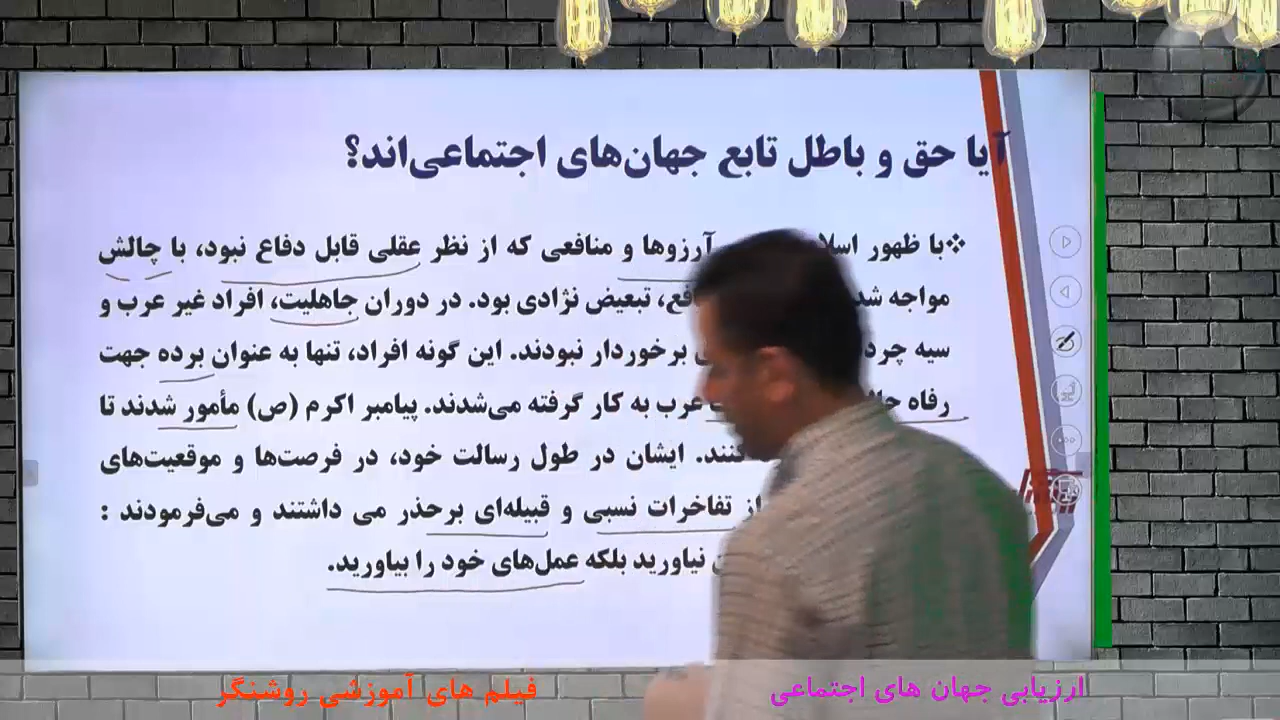 آیا حق و باطل تابع جهان‌های اجتماعی‌اند؟
❖با ظهور آرزوها و منافعی که از نظر عقلی قابل دفاع نبود، با چالش
مواجه تبعیض نژادی بود. در دوران جاهلیت، افراد غیر عرب و
سیه برخوردار نبودند. این گونه افراد، تنها به عنوان برده جهت
رفاه عرب به کار گرفته می‌شدند. پیامبر اکرم (ص) مأمور شدند تا
کنند. ایشان در طول رسالت خود، در فرصت‌ها و موقعیت‌های
از تفاخرات نسبی و قبیله‌ای برحذر می داشتند و می‌فرمودند :
نیاورید بلکه عمل‌های خود را بیاورید.
ارزیابی جهان های اجتماعی
فیلم های آموزشی روشنگر